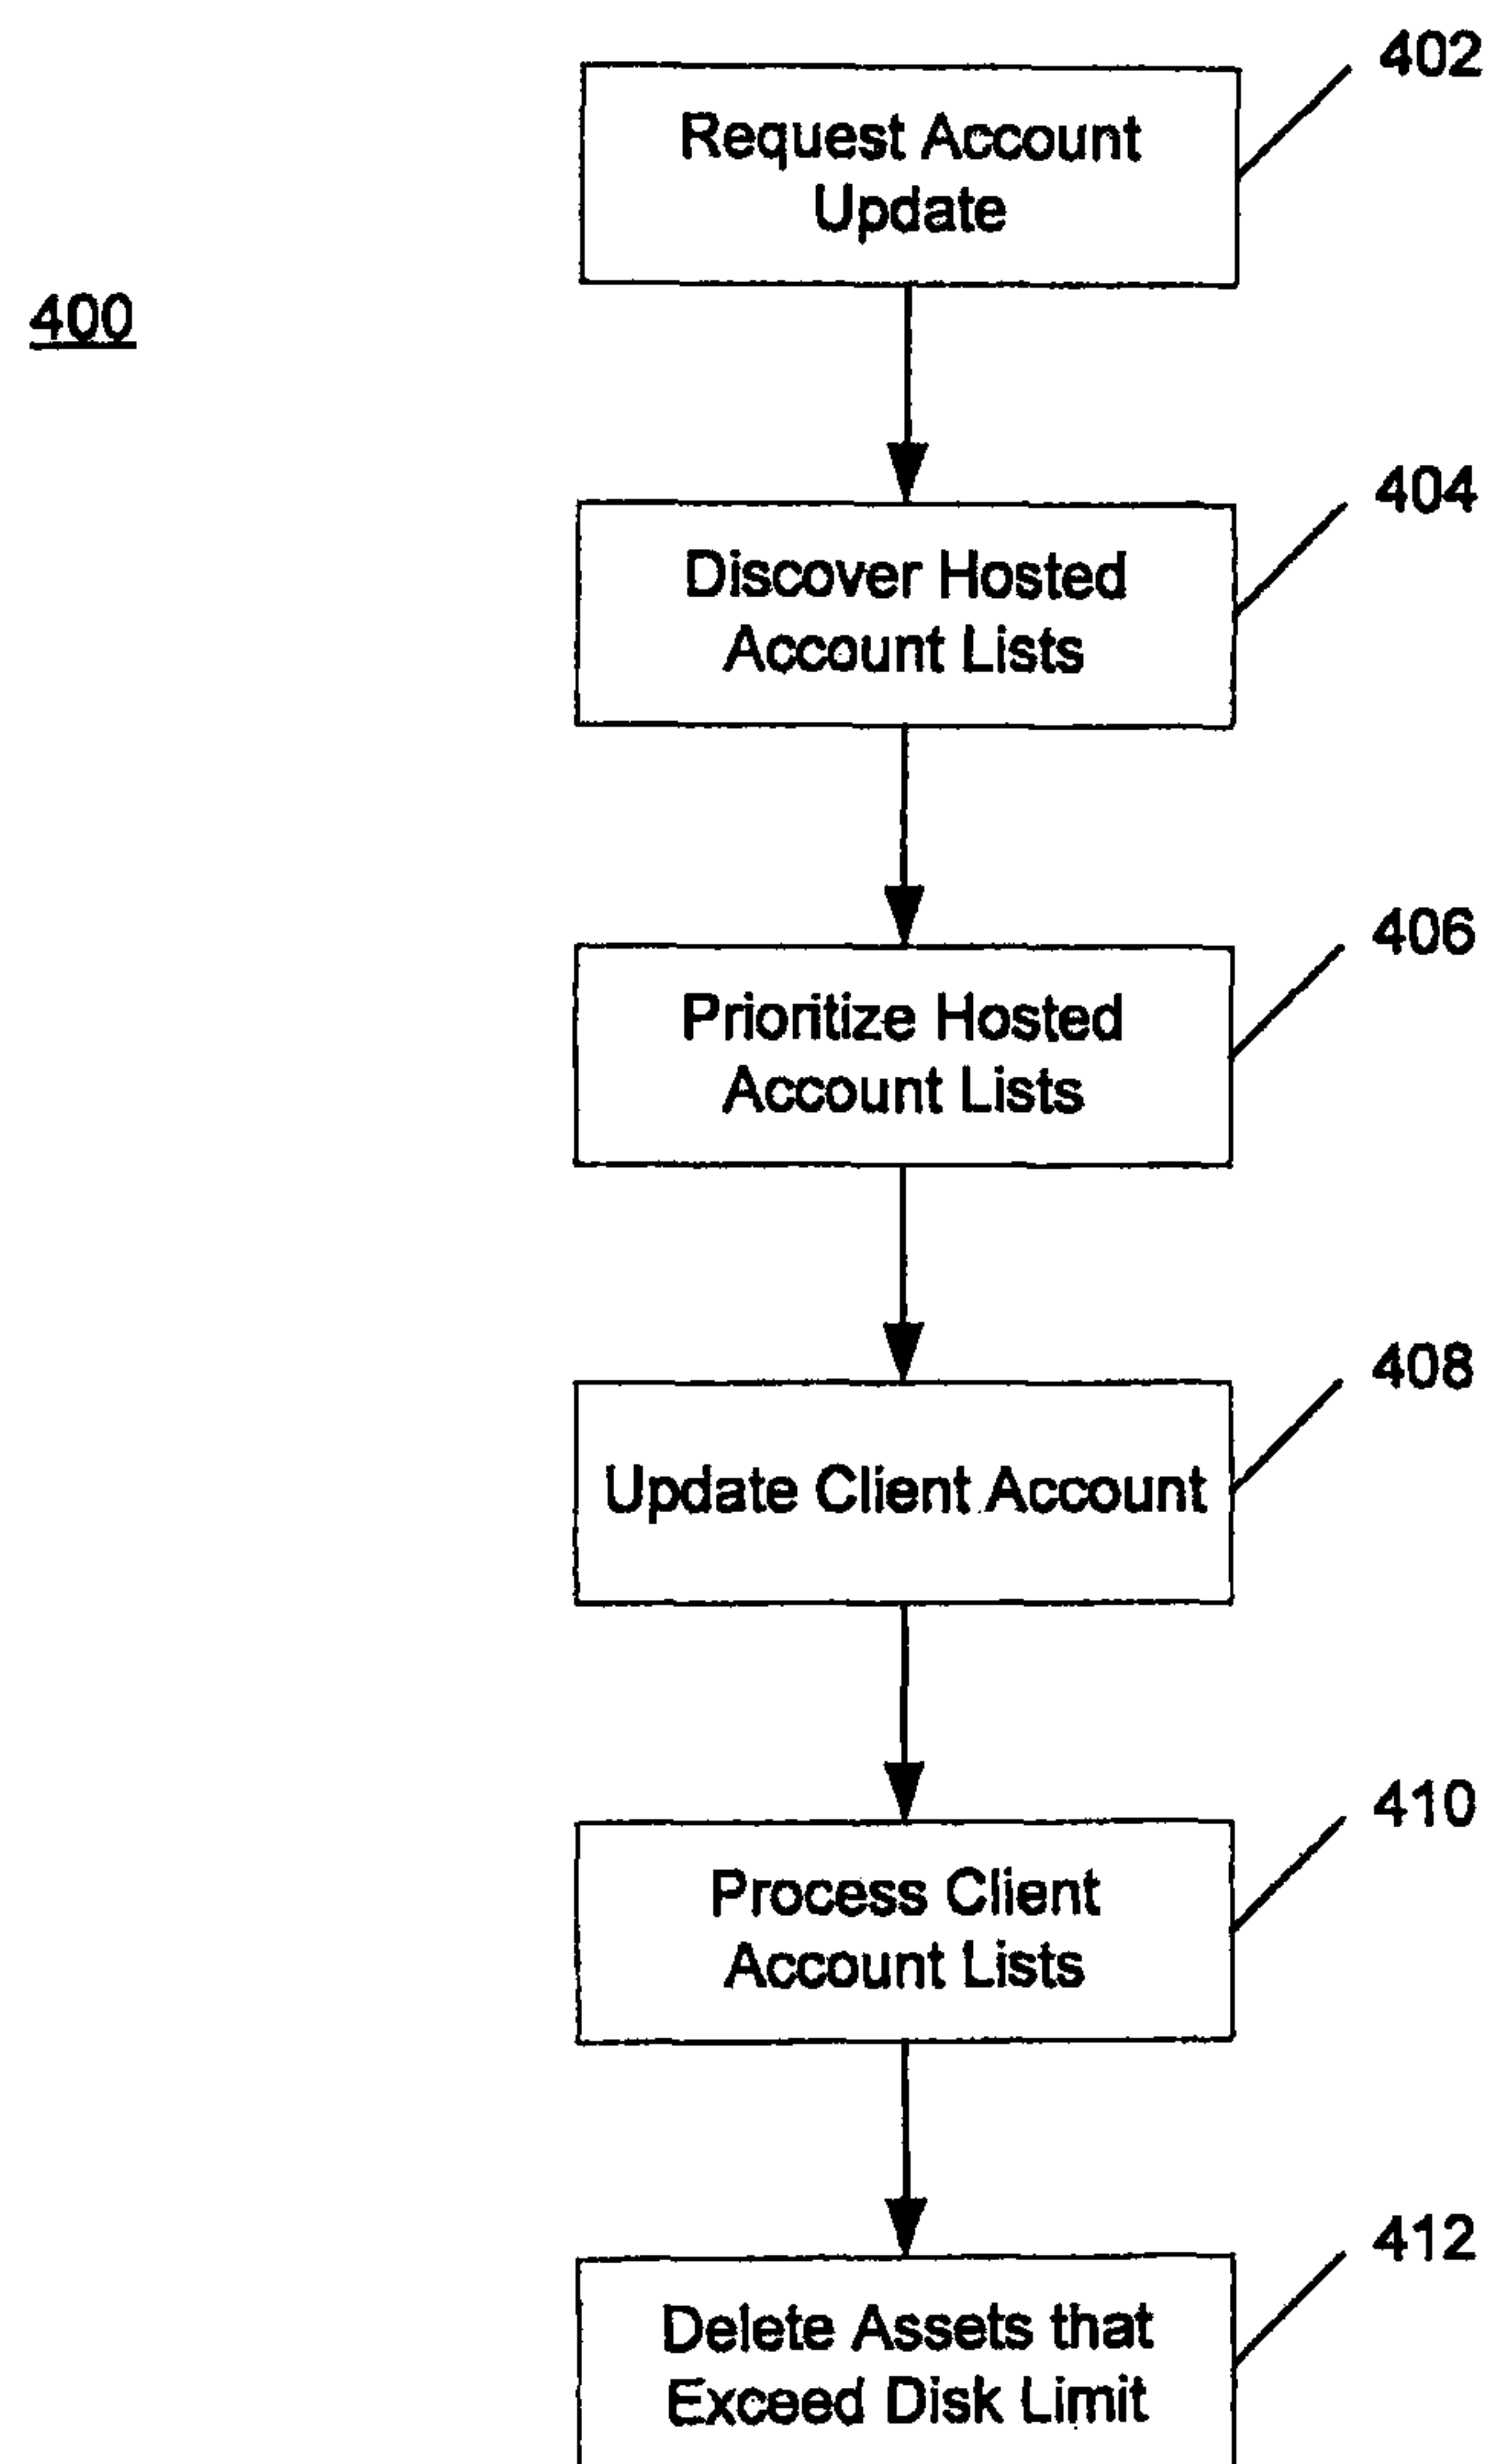 402
Request Account
Update
400
404
Discover Hosted
Account Lists
406
Prioritize Hosted
Account Lists
408
Update Client Account
410
Process Client
Account Lists
412
Delete Assets that
Exceed Disk Limit